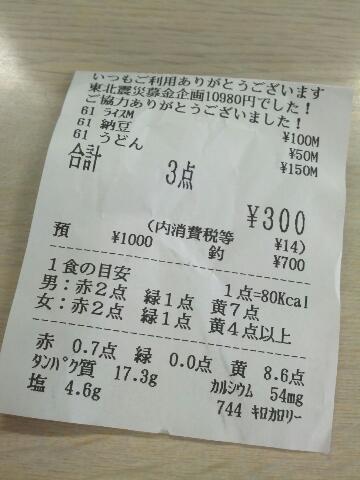 いつもご利用ありがとうございます
東北震災募金企画10980円でした！
ご協力ありがとうございました！
61 ライスM ¥100M
61 納豆 ¥50M
61 うどん ¥150M
合計 3点 ¥300
(内消費税等 ¥14)
預 ¥1000 釣 ¥700
1食の目安 1点=80Kcal
男：赤2点 緑1点 黄7点
女：赤2点 緑1点 黄4点以上
赤 0.7点 緑 0.0点 黄 8.6点
タンパク質 17.3g カルシウム 54mg
塩 4.6g 744 キロカロリー